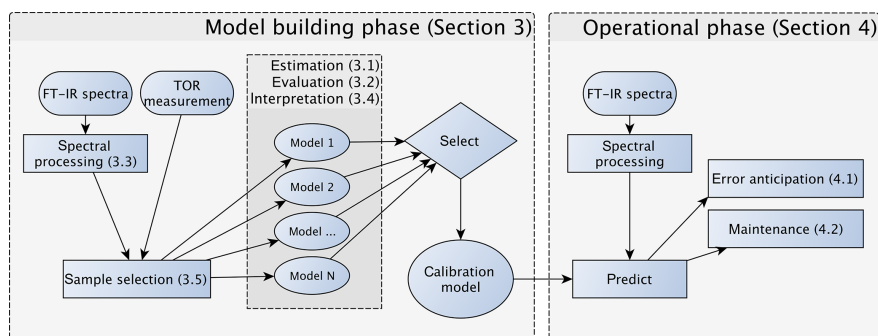 Model building phase (Section 3)
FT-IR spectra
TOR
measurement
Spectral
processing (3.3)
Sample selection (3.5)
Estimation (3.1)
Evaluation (3.2)
Interpretation (3.4)
Model 1
Model 2
Model ...
Model N
Select
Calibration
model
Operational phase (Section 4)
FT-IR spectra
Spectral
processing
Predict
Error anticipation (4.1)
Maintenance (4.2)